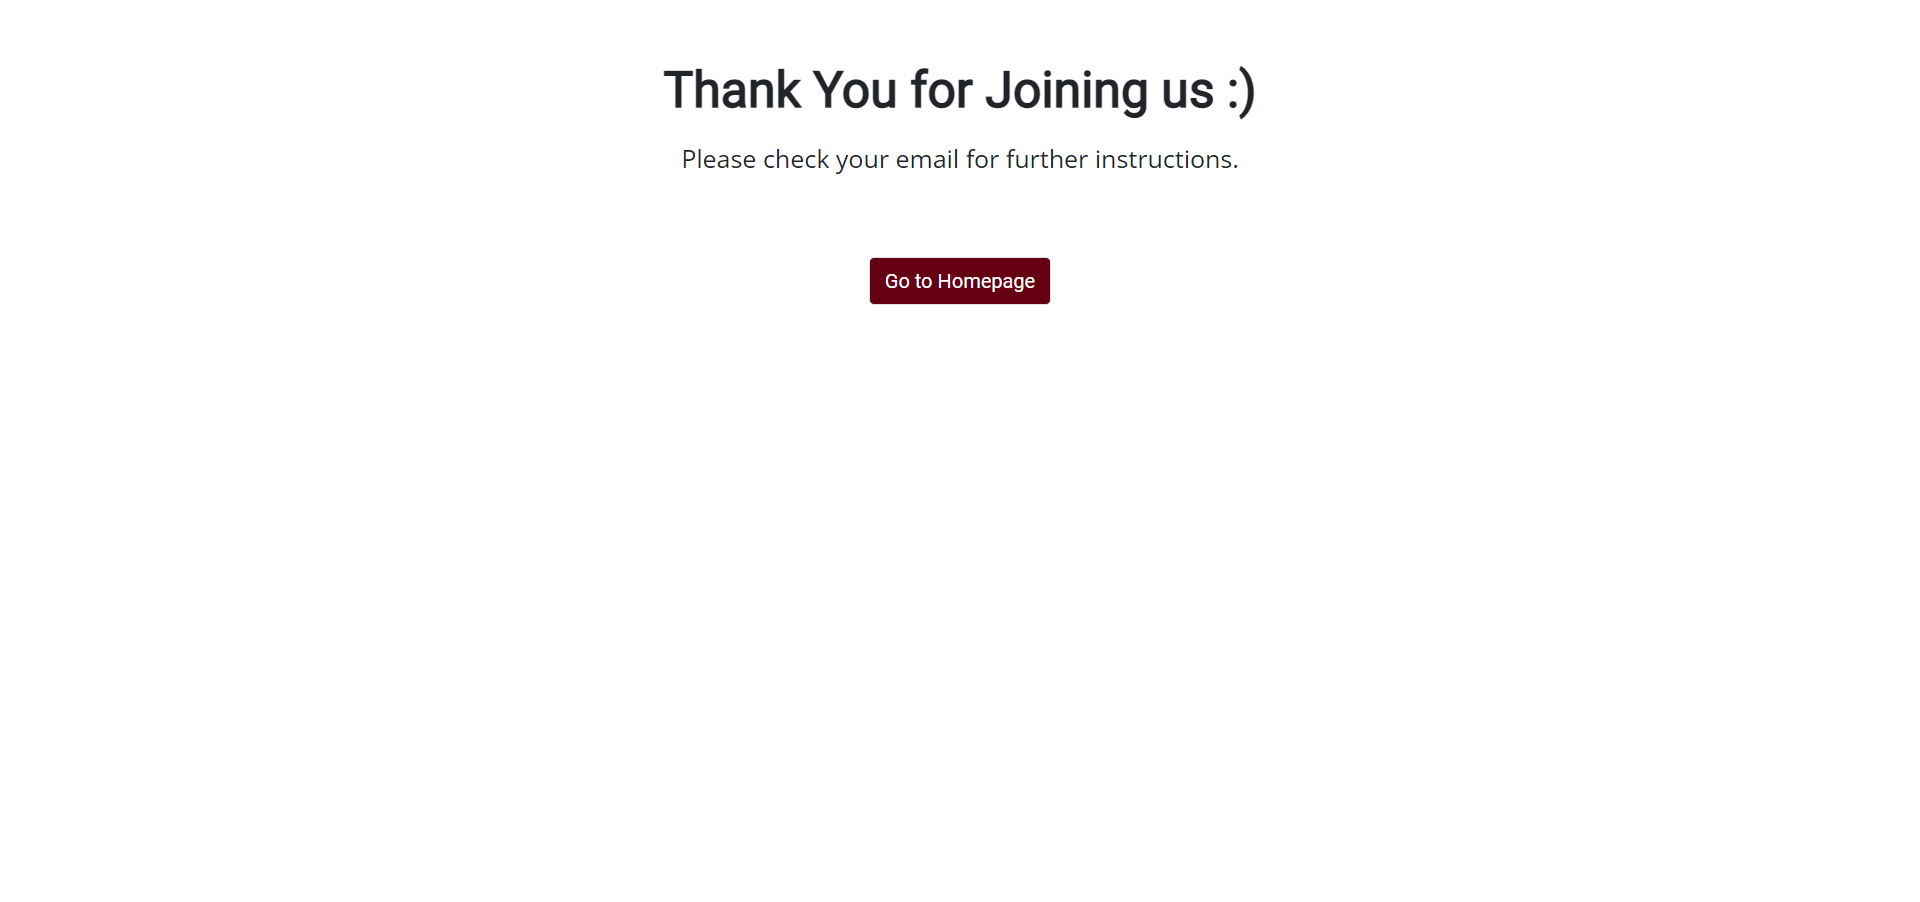 Thank You for Joining us :)
Please check your email for further instructions.
Go to Homepage